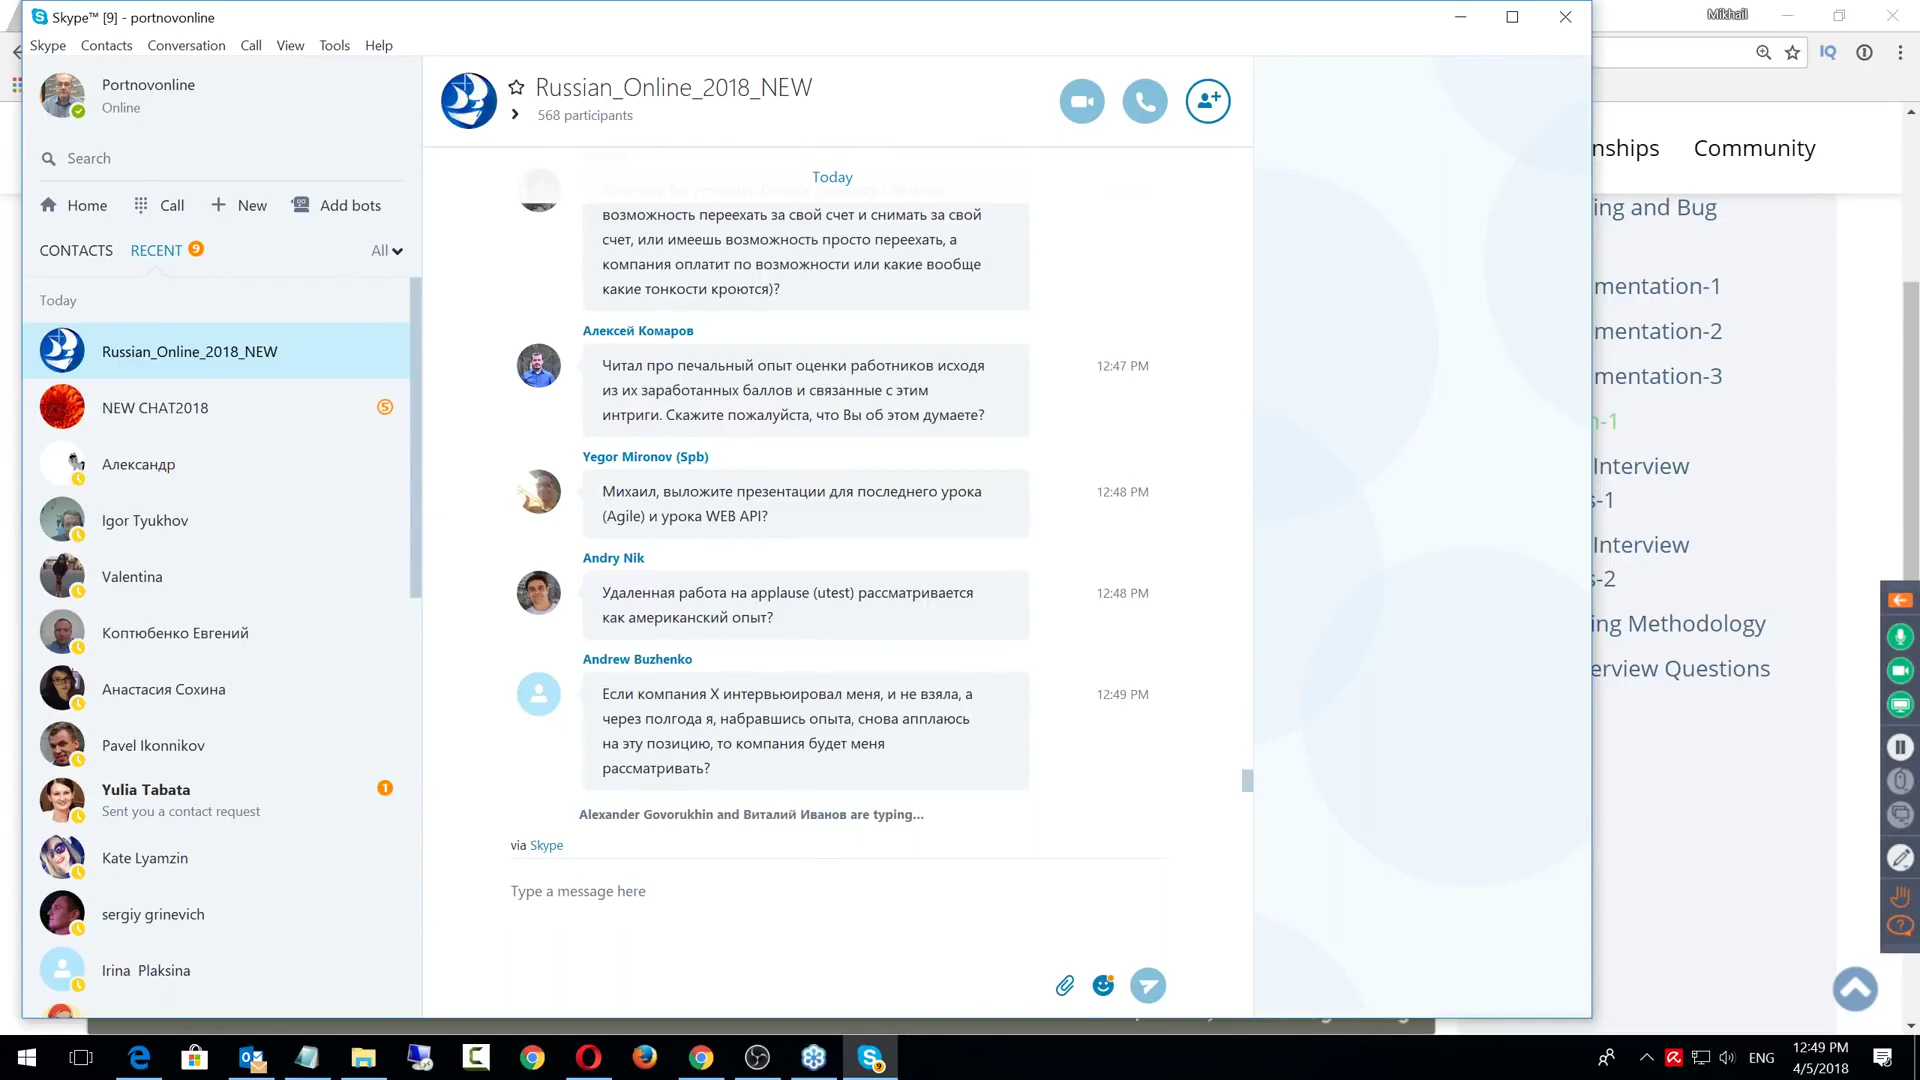 Skype™ [9] - portnovonline
Mikhail
Skype Contacts Conversation Call View Tools Help
Portnovonline
Online
Search
Home Call New Add bots
CONTACTS RECENT 9 All
Today
Russian_Online_2018_NEW
NEW CHAT2018 5
Александр
Igor Tyukhov
Valentina
Коптюбенко Евгений
Анастасия Сохина
Pavel Ikonnikov
Yulia Tabata 1
Sent you a contact request
Kate Lyamzin
sergiy grinevich
Irina Plaksina
Russian_Online_2018_NEW
568 participants
Today
возможность переехать за свой счет и снимать за свой
счет, или имеешь возможность просто переехать, а
компания оплатит по возможности или какие вообще
какие тонкости кроются)?
Алексей Комаров
Читал про печальный опыт оценки работников исходя 12:47 PM
из их заработанных баллов и связанные с этим
интриги. Скажите пожалуйста, что Вы об этом думаете?
Yegor Mironov (Spb)
Михаил, выложите презентации для последнего урока 12:48 PM
(Agile) и урока WEB API?
Andry Nik
Удаленная работа на applause (utest) рассматривается 12:48 PM
как американский опыт?
Andrew Buzhenko
Если компания X интервьюировал меня, и не взяла, а 12:49 PM
через полгода я, набравшись опыта, снова апплаюсь
на эту позицию, то компания будет меня
рассматривать?
Alexander Govorukhin and Виталий Иванов are typing...
via Skype
Type a message here
nships Community
ing and Bug
mentation-1
mentation-2
mentation-3
n-1
Interview
s-1
Interview
s-2
ing Methodology
erview Questions
ENG
12:49 PM
4/5/2018